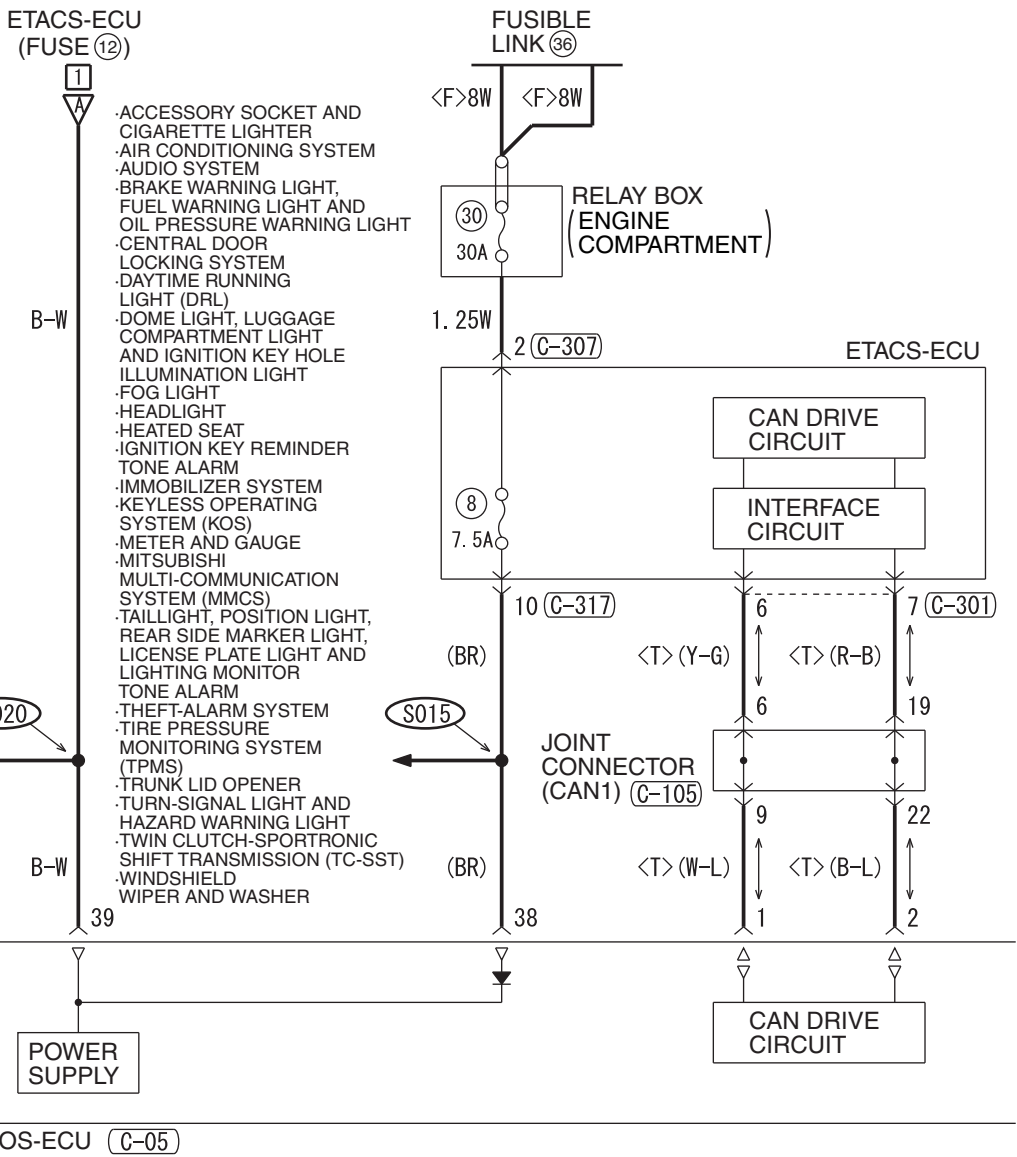 ETACS-ECU
(FUSE 12)
1
A
FUSIBLE
LINK 36
<F>8W
<F>8W
·ACCESSORY SOCKET AND
CIGARETTE LIGHTER
·AIR CONDITIONING SYSTEM
·AUDIO SYSTEM
·BRAKE WARNING LIGHT,
FUEL WARNING LIGHT AND
OIL PRESSURE WARNING LIGHT
·CENTRAL DOOR
LOCKING SYSTEM
·DAYTIME RUNNING
LIGHT (DRL)
·DOME LIGHT, LUGGAGE
COMPARTMENT LIGHT
AND IGNITION KEY HOLE
ILLUMINATION LIGHT
·FOG LIGHT
·HEADLIGHT
·HEATED SEAT
·IGNITION KEY REMINDER
TONE ALARM
·IMMOBILIZER SYSTEM
·KEYLESS OPERATING
SYSTEM (KOS)
·METER AND GAUGE
·MITSUBISHI
MULTI-COMMUNICATION
SYSTEM (MMCS)
·TAILLIGHT, POSITION LIGHT,
REAR SIDE MARKER LIGHT,
LICENSE PLATE LIGHT AND
LIGHTING MONITOR
TONE ALARM
·THEFT-ALARM SYSTEM
·TIRE PRESSURE
MONITORING SYSTEM
(TPMS)
·TRUNK LID OPENER
·TURN-SIGNAL LIGHT AND
HAZARD WARNING LIGHT
·TWIN CLUTCH-SPORTRONIC
SHIFT TRANSMISSION (TC-SST)
·WINDSHIELD
WIPER AND WASHER
B-W
30
30A
RELAY BOX
(ENGINE
COMPARTMENT)
1.25W
2 C-307
ETACS-ECU
CAN DRIVE
CIRCUIT
INTERFACE
CIRCUIT
8
7.5A
10 C-317
6
7 C-301
(BR)
<T>(Y-G)
<T>(R-B)
6
19
20
S015
JOINT
CONNECTOR
(CAN1) C-105
9
22
B-W
(BR)
<T>(W-L)
<T>(B-L)
39
38
1
2
POWER
SUPPLY
CAN DRIVE
CIRCUIT
OS-ECU C-05